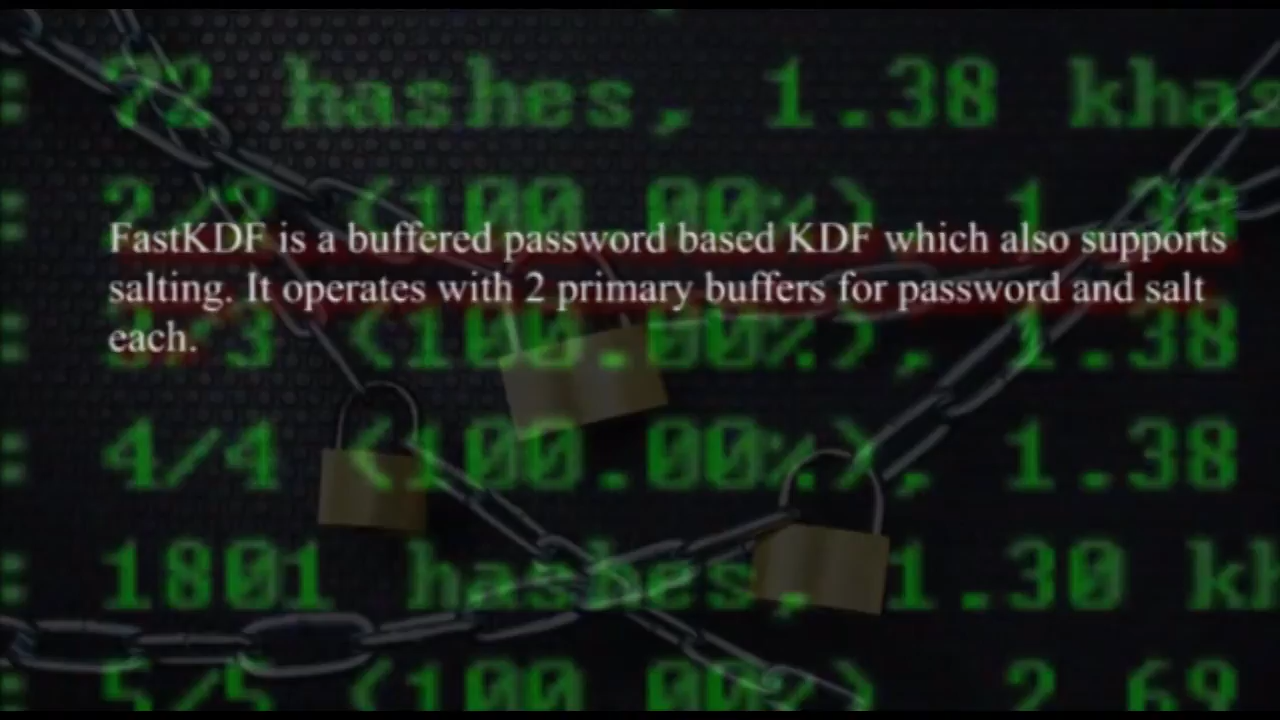 : 72 hashes, 1.38 khas
: 2/2 (100.00%), 1.38
FastKDF is a buffered password based KDF which also supports
salting. It operates with 2 primary buffers for password and salt
each.
: 3/3 (100.00%), 1.38
: 4/4 (100.00%), 1.38
: 1801 hashes, 1.30 kh
: 5/5 (100.00%) 2.69